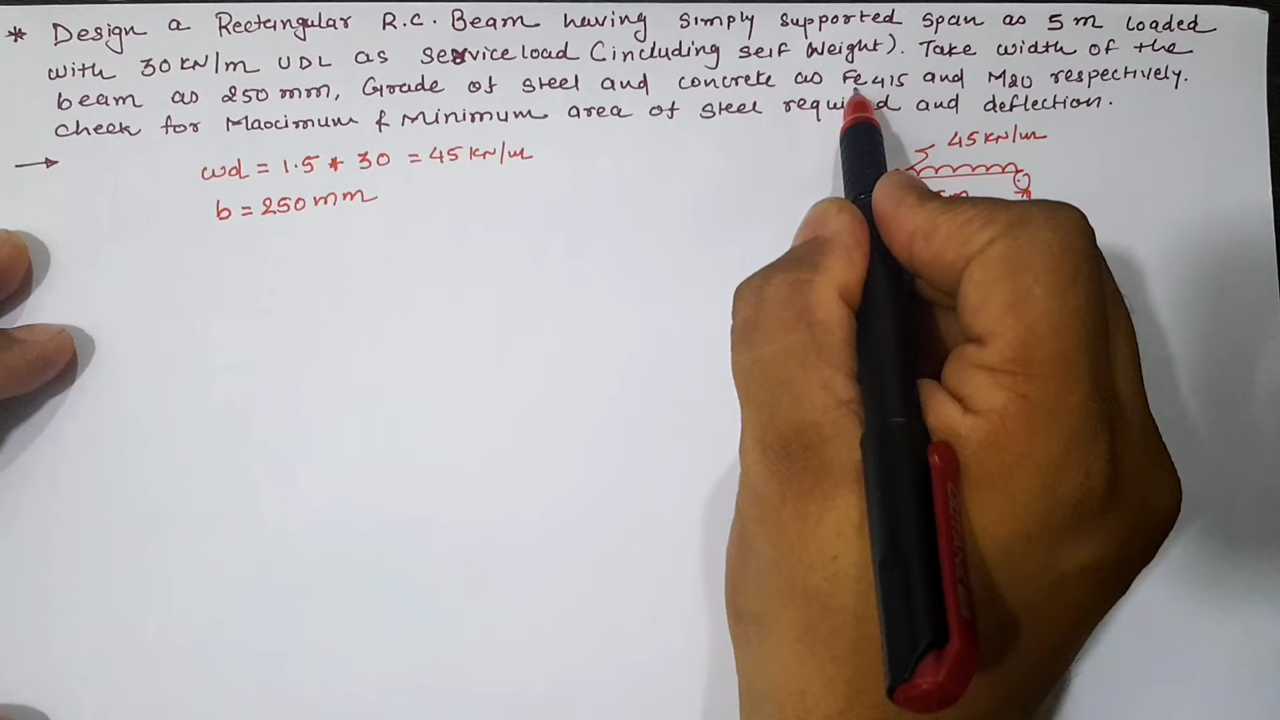 * Design a Rectangular R.C. Beam having simply supported span as 5 m loaded
with 30 KN/m UDL as serviceload (including self weight). Take width of the
beam as 250 mm, Grade of steel and concrete as Fe415 and M20 respectively.
check for Maximum & Minimum area of steel required and deflection.
→ wd = 1.5 * 30 = 45 KN/m
45 KN/m
b = 250 mm